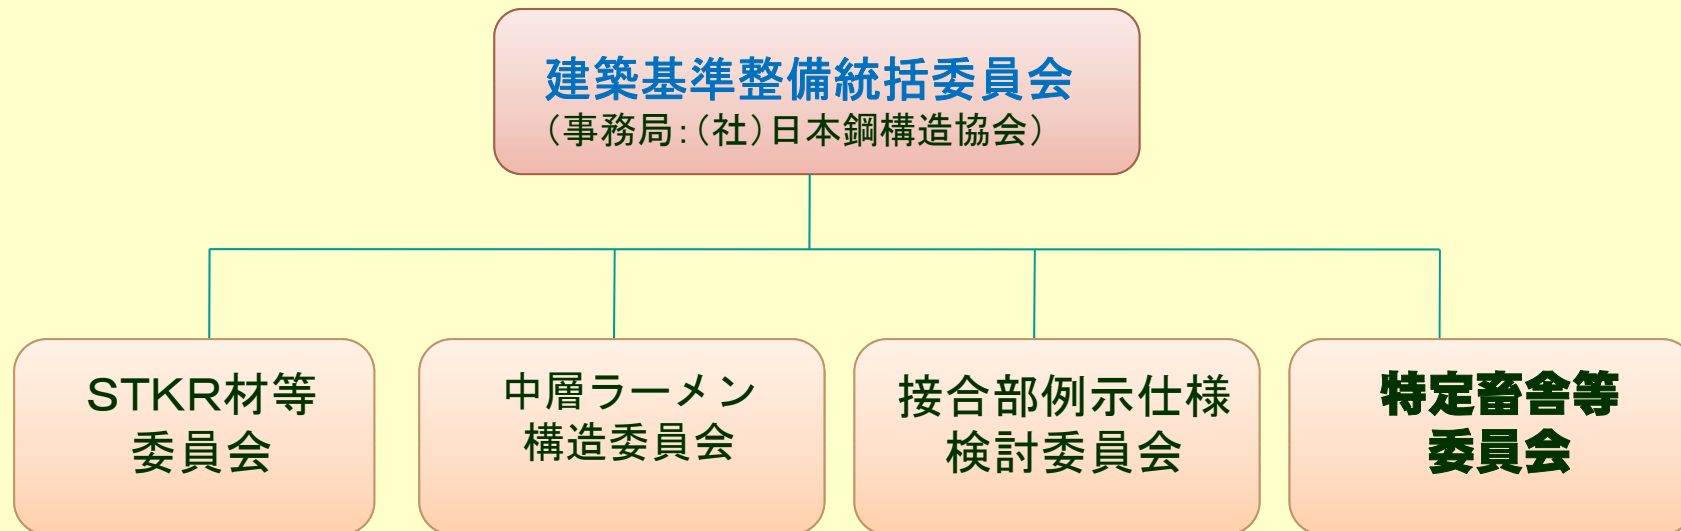 建築基準整備統括委員会
（事務局：（社）日本鋼構造協会）
ＳＴＫＲ材等
委員会
中層ラーメン
構造委員会
接合部例示仕様
検討委員会
特定畜舎等
委員会